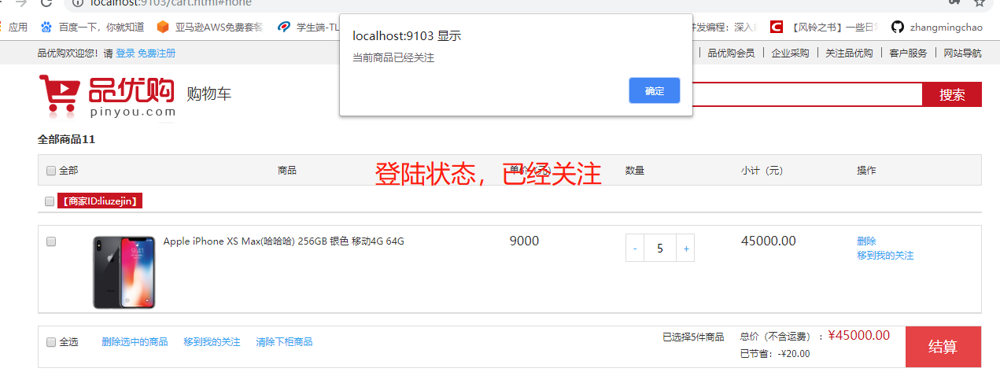 localhost:9103/cart.html#none
应用 百度一下，你就知道 亚马逊AWS免费套餐 学生端-TL 并发编程：深入 【风铃之书】一些日 zhangmingchao
localhost:9103 显示
当前商品已经关注
确定
品优购欢迎您！请 登录 免费注册 品优购会员 企业采购 关注品优购 客户服务 网站导航
品优购 购物车 搜索
pinyou.com
全部商品11
全部 商品 单价（元） 数量 小计（元） 操作
登陆状态，已经关注
【商家ID:liuzejin】
Apple iPhone XS Max(哈哈哈) 256GB 银色 移动4G 64G 9000 - 5 + 45000.00 删除
移到我的关注
全选 删除选中的商品 移到我的关注 清除下柜商品 已选择5件商品 总价（不含运费） ：¥45000.00 结算
已节省：-¥20.00